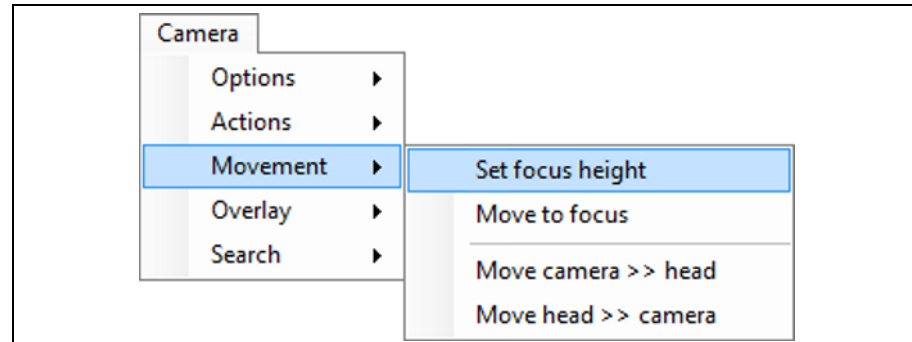 Camera
Options
Actions
Movement
Overlay
Search
Set focus height
Move to focus
Move camera >> head
Move head >> camera